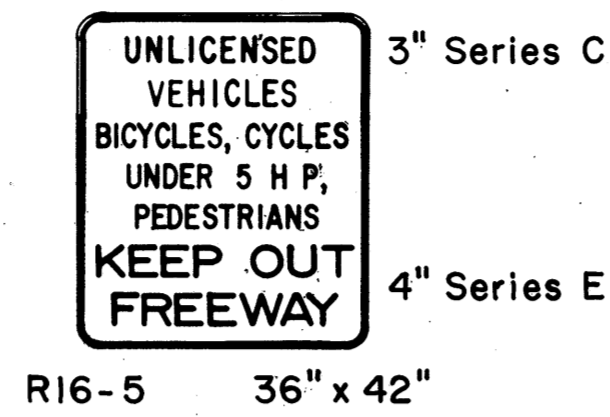 UNLICENSED
3" Series C
VEHICLES
BICYCLES, CYCLES
UNDER 5 H P,
PEDESTRIANS
KEEP OUT
4" Series E
FREEWAY
R16-5 36" x 42"